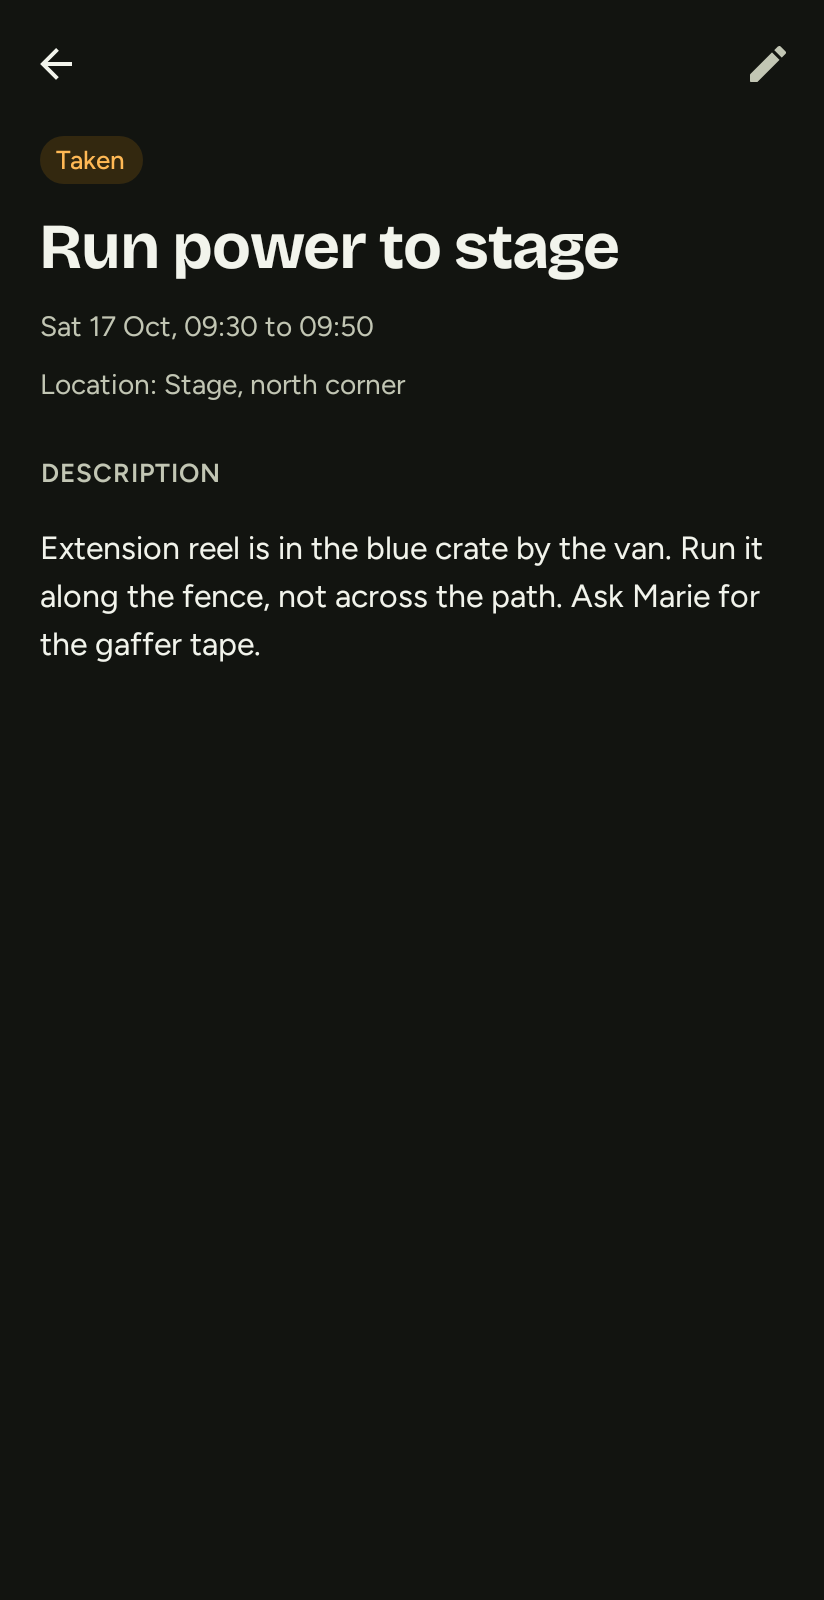 Taken
Run power to stage
Sat 17 Oct, 09:30 to 09:50
Location: Stage, north corner
DESCRIPTION
Extension reel is in the blue crate by the van. Run it
along the fence, not across the path. Ask Marie for
the gaffer tape.